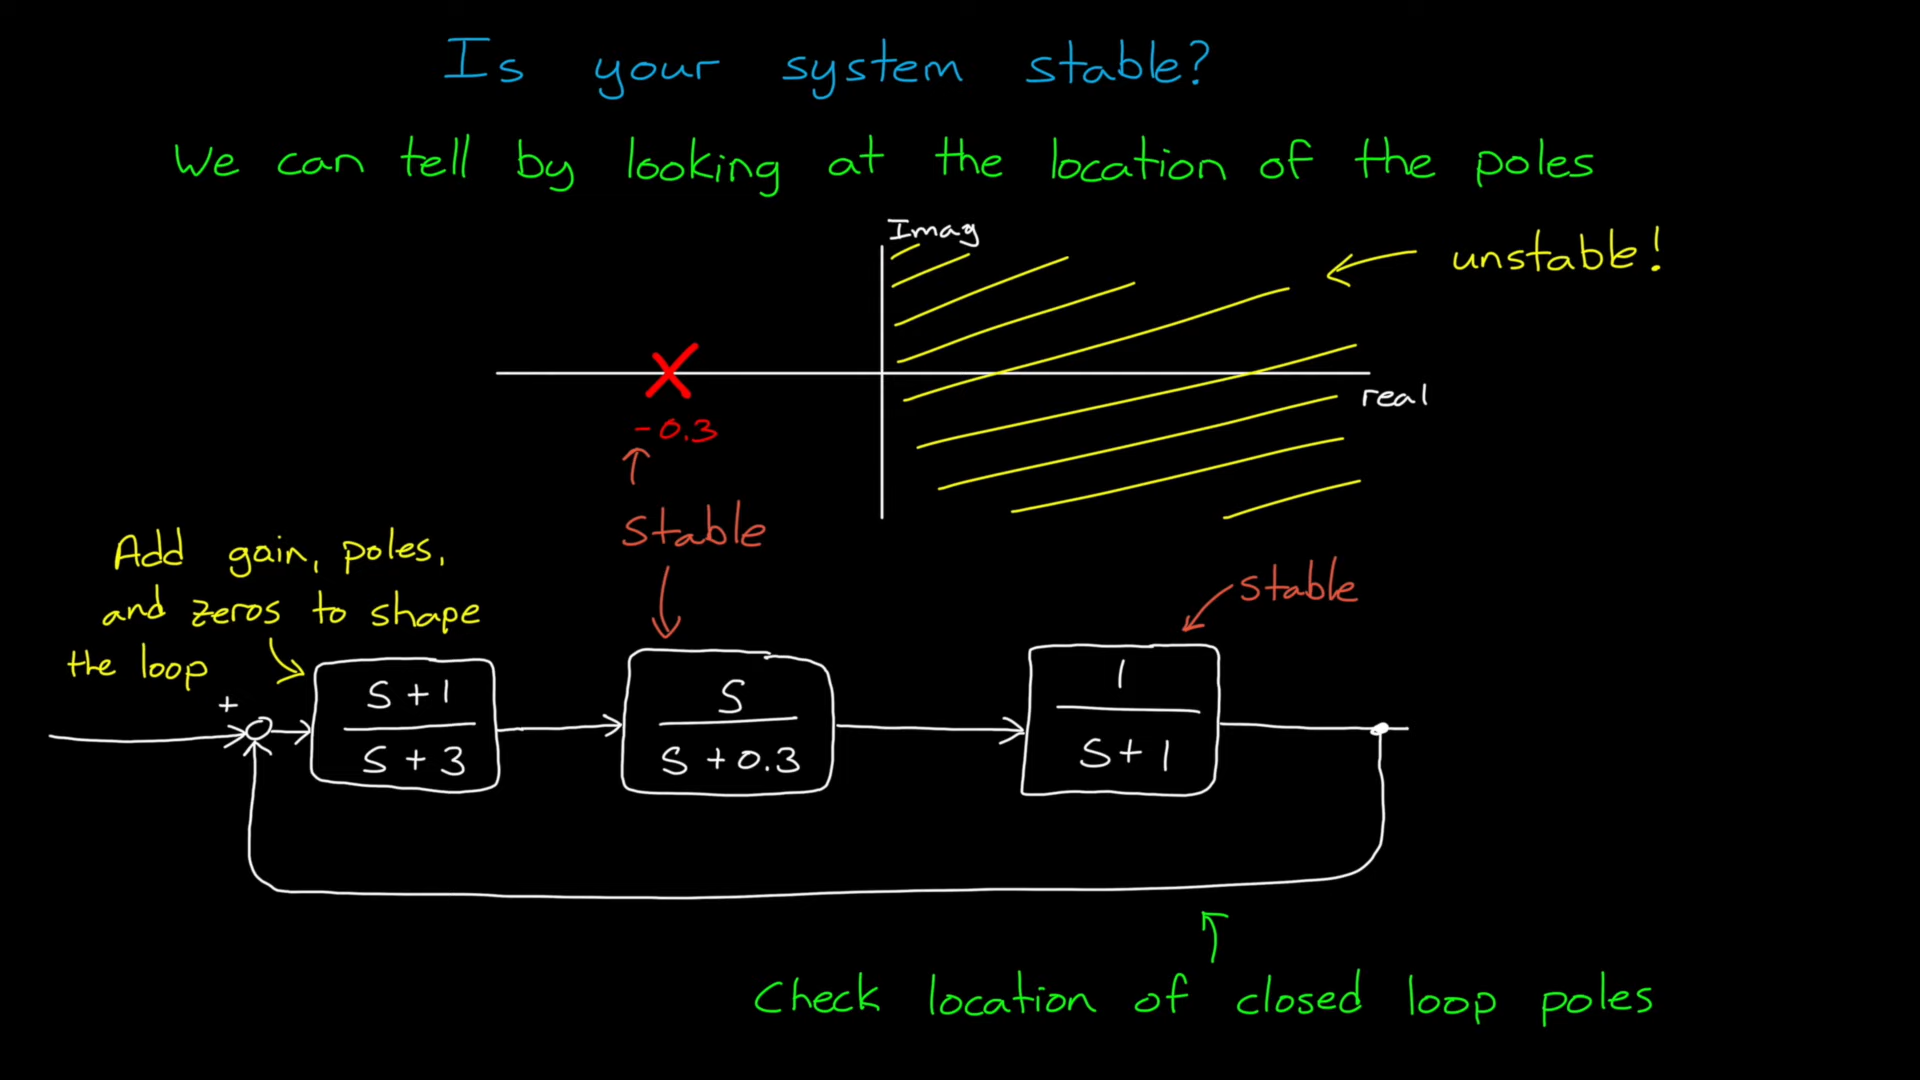 Is your system stable?
We can tell by looking at the location of the poles
Imag
unstable!
real
-0.3
stable
Add gain, poles,
and zeros to shape
the loop
stable
+
S+1
S+3
S
S+0.3
1
S+1
Check location of closed loop poles